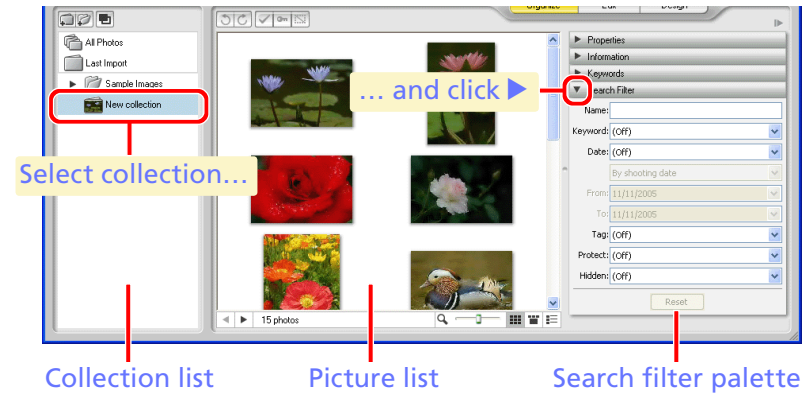 Organize Edit Design
All Photos
Last Import
Sample Images
New collection
Select collection…
… and click ▶
Properties
Information
Keywords
Search Filter
Name:
Keyword: (Off)
Date: (Off)
By shooting date
From: 11/11/2005
To: 11/11/2005
Tag: (Off)
Protect: (Off)
Hidden: (Off)
Reset
15 photos
Collection list
Picture list
Search filter palette